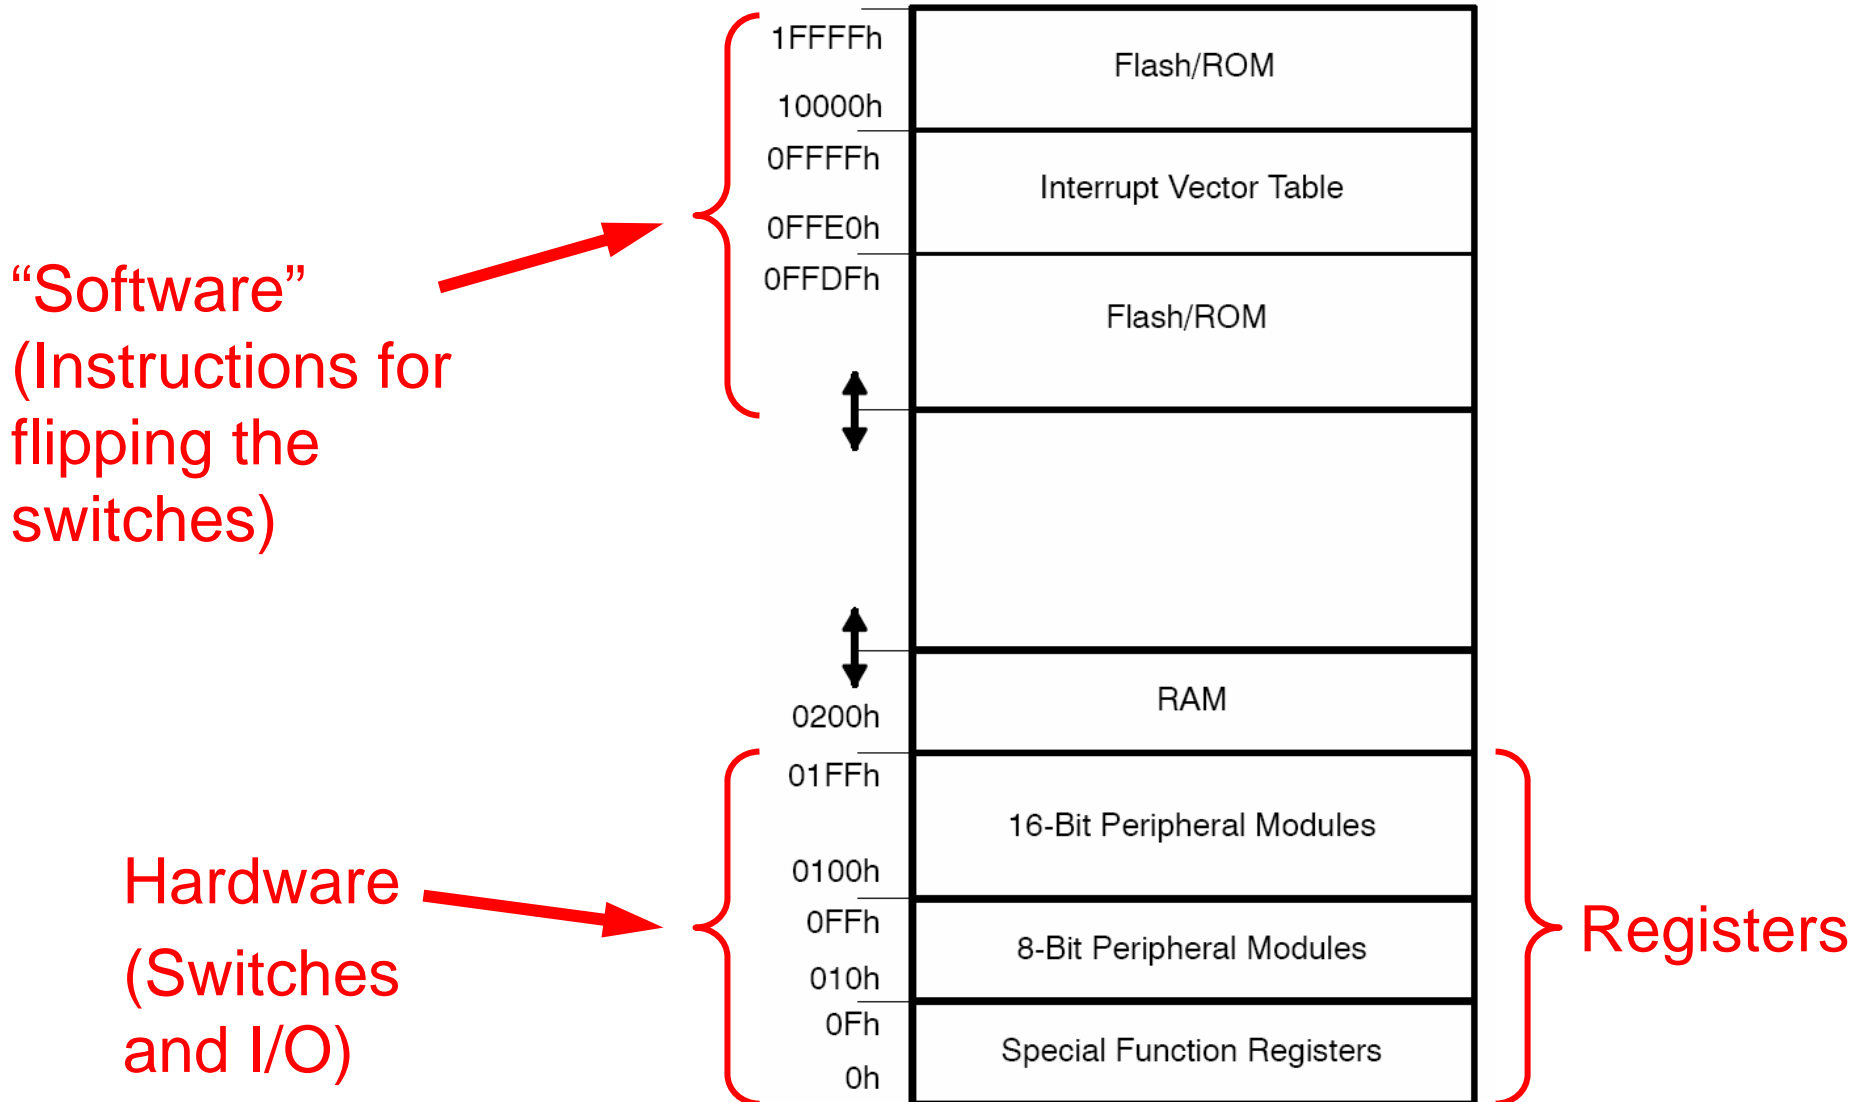 1FFFFh
Flash/ROM
10000h
0FFFFh
Interrupt Vector Table
0FFE0h
0FFDFh
Flash/ROM
“Software”
(Instructions for
flipping the
switches)
RAM
0200h
01FFh
16-Bit Peripheral Modules
0100h
0FFh
8-Bit Peripheral Modules
010h
0Fh
Special Function Registers
0h
Hardware
(Switches
and I/O)
Registers